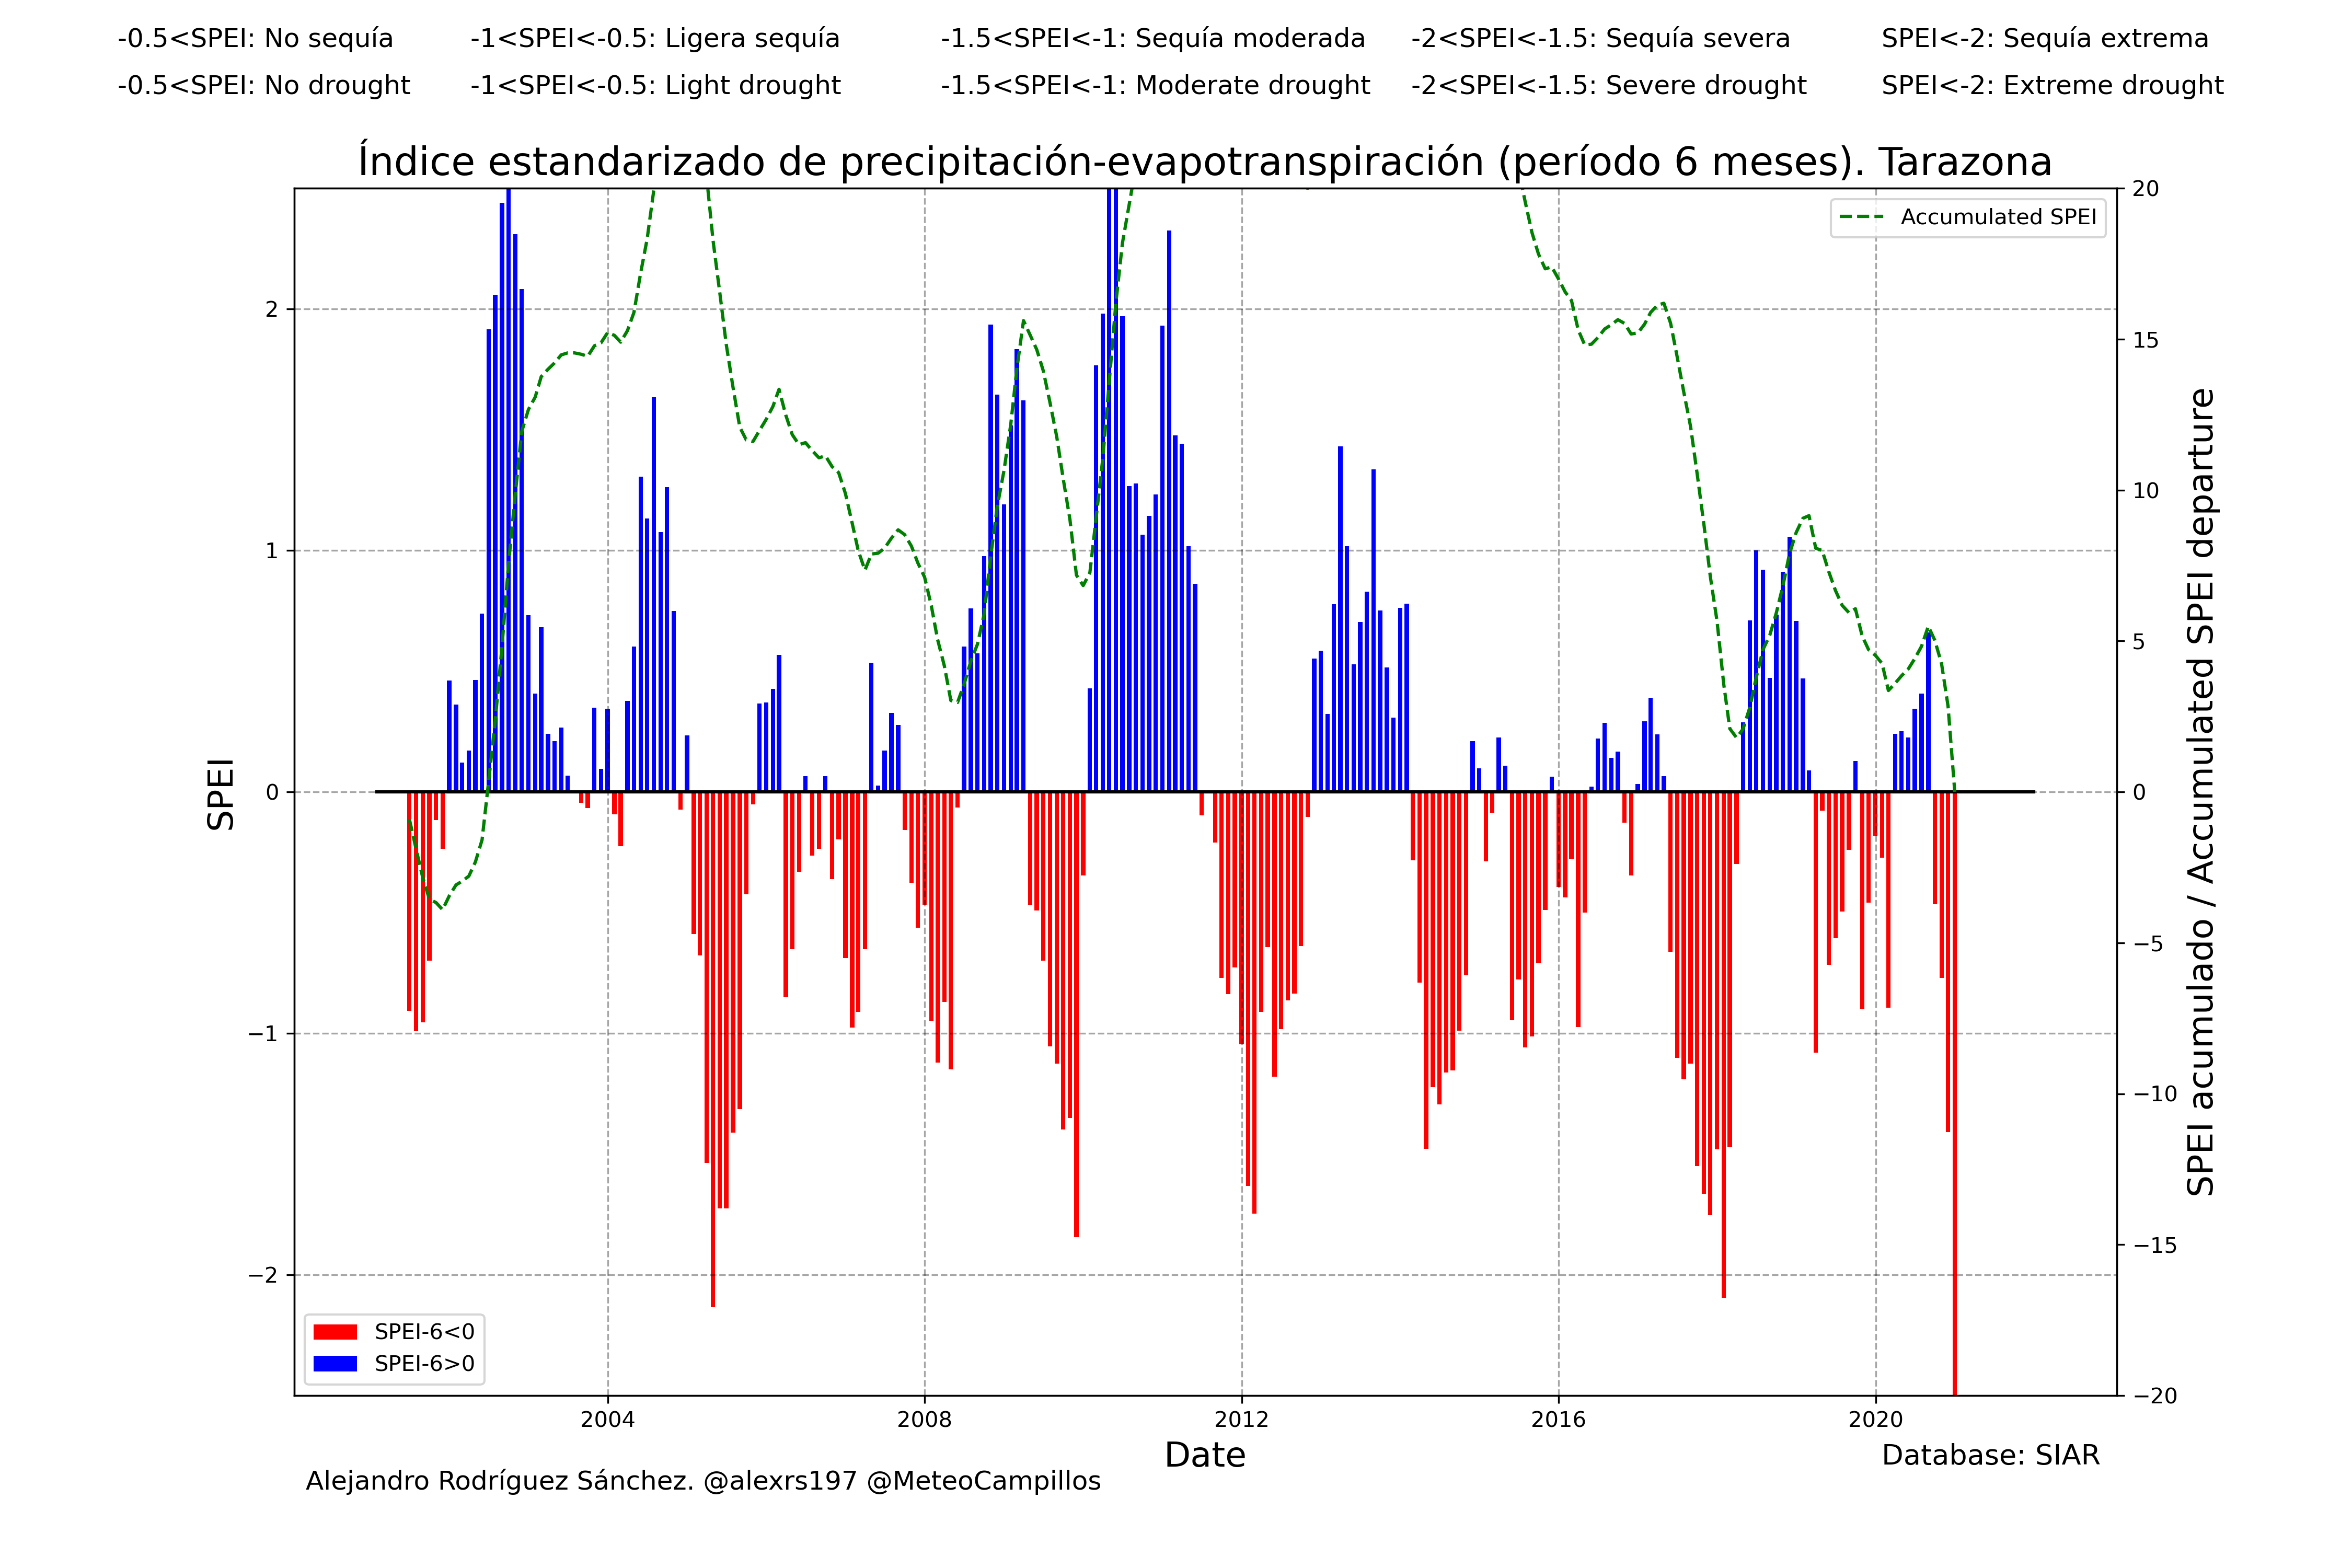 -0.5<SPEI: No sequía -1<SPEI<-0.5: Ligera sequía -1.5<SPEI<-1: Sequía moderada -2<SPEI<-1.5: Sequía severa SPEI<-2: Sequía extrema
-0.5<SPEI: No drought -1<SPEI<-0.5: Light drought -1.5<SPEI<-1: Moderate drought -2<SPEI<-1.5: Severe drought SPEI<-2: Extreme drought
Índice estandarizado de precipitación-evapotranspiración (período 6 meses). Tarazona
Accumulated SPEI
SPEI
2
1
0
−1
−2
20
15
10
5
0
−5
−10
−15
−20
SPEI acumulado / Accumulated SPEI departure
SPEI-6<0
SPEI-6>0
2004 2008 2012 2016 2020
Date
Database: SIAR
Alejandro Rodríguez Sánchez. @alexrs197 @MeteoCampillos